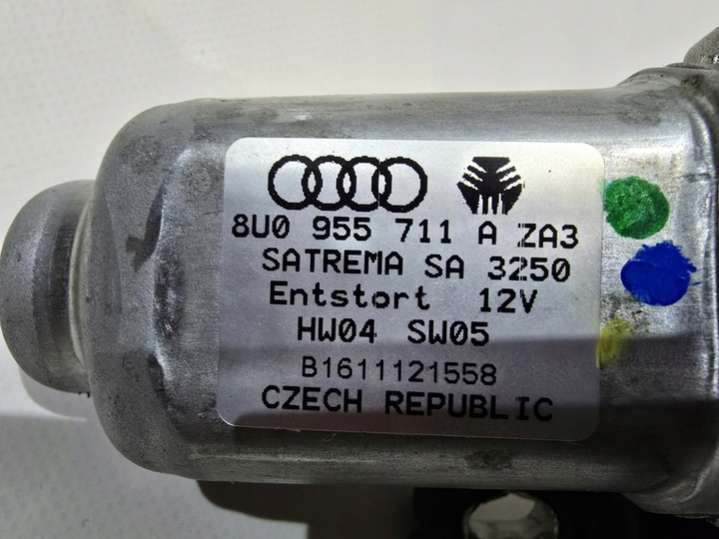 8U0 955 711 A ZA3
SATREMA SA 3250
Entstort 12V
HW04 SW05
B1611121558
CZECH REPUBLIC